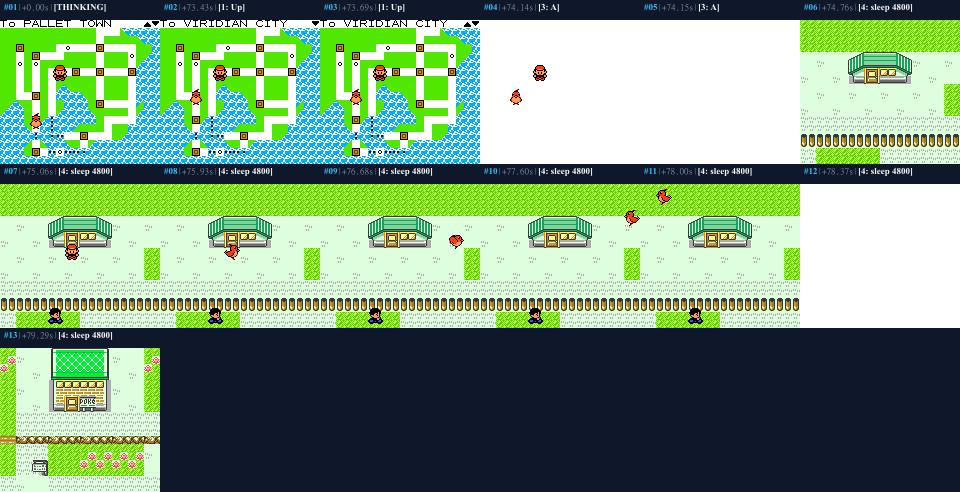 #01|+0.00s| [THINKING]
#02|+73.43s| [1: Up]
#03|+73.69s| [1: Up]
#04|+74.14s| [3: A]
#05|+74.15s| [3: A]
#06|+74.76s| [4: sleep 4800]
To PALLET TOWN
To VIRIDIAN CITY
To VIRIDIAN CITY
#07|+75.06s| [4: sleep 4800]
#08|+75.93s| [4: sleep 4800]
#09|+76.68s| [4: sleep 4800]
#10|+77.60s| [4: sleep 4800]
#11|+78.00s| [4: sleep 4800]
#12|+78.37s| [4: sleep 4800]
#13|+79.29s| [4: sleep 4800]
POKé